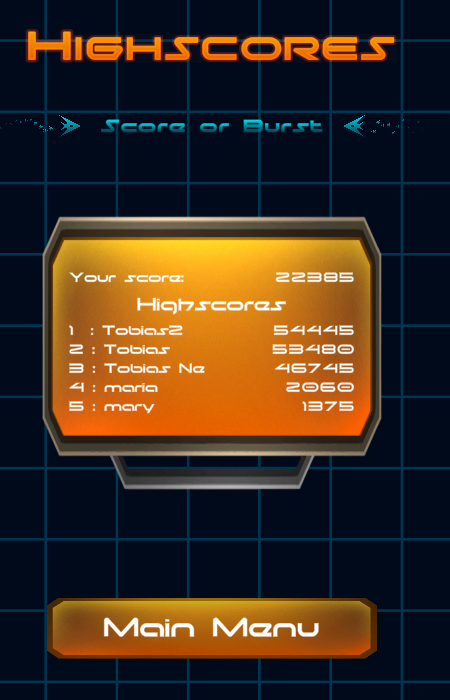 Highscores
Score or Burst
Your score: 22385
Highscores
1 : Tobias2 54445
2 : Tobias 53480
3 : Tobias Ne 46745
4 : maria 2060
5 : mary 1375
Main Menu